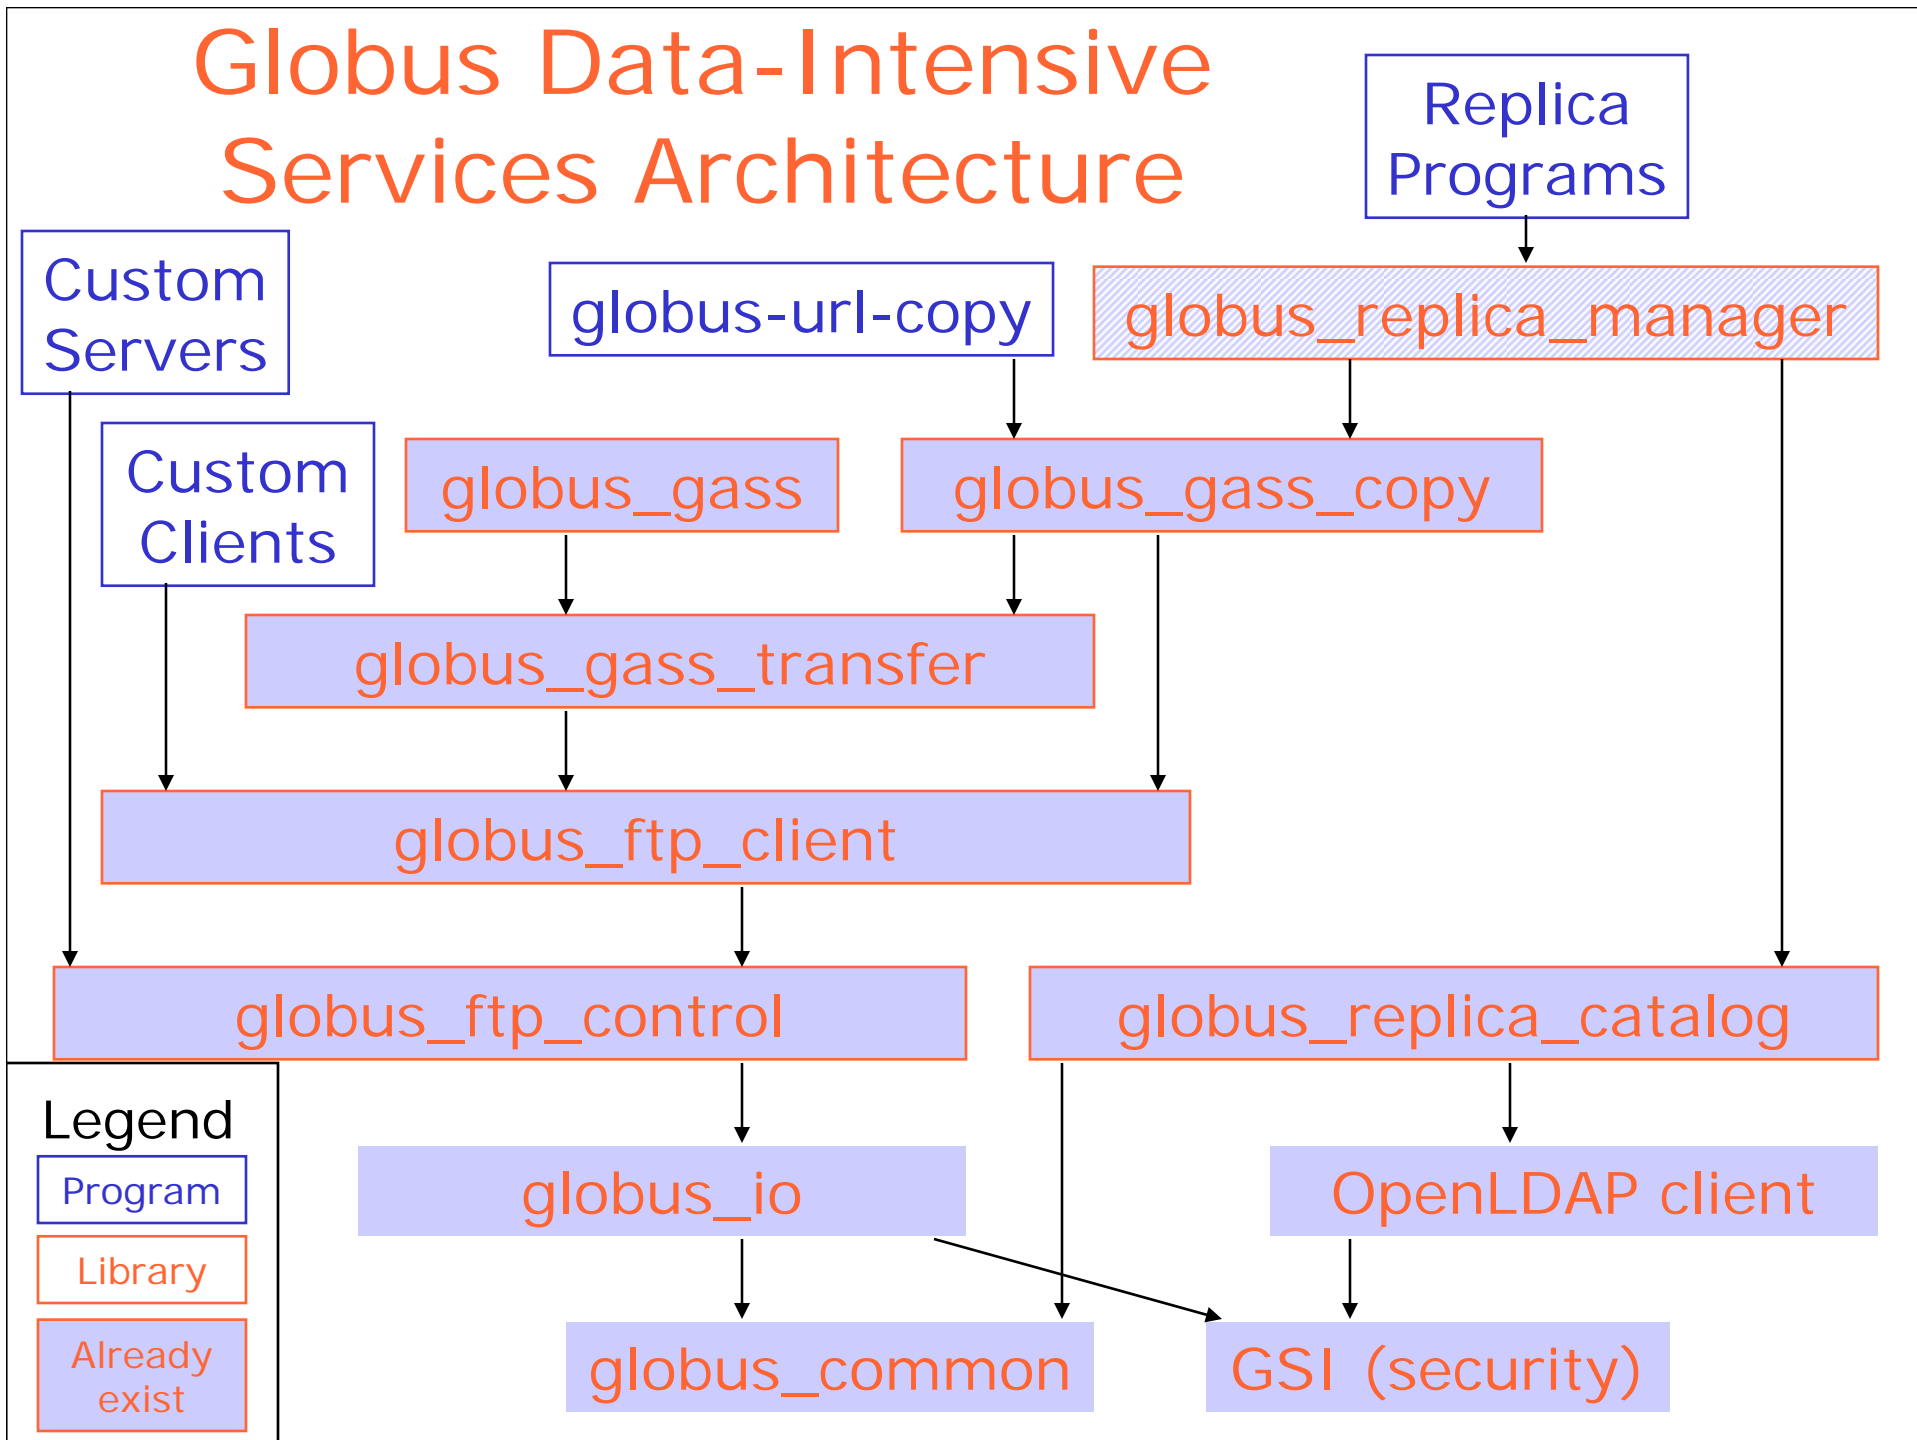 Globus Data-Intensive
Services Architecture
Replica
Programs
Custom
Servers
globus-url-copy
globus_replica_manager
Custom
Clients
globus_gass
globus_gass_copy
globus_gass_transfer
globus_ftp_client
globus_ftp_control
globus_replica_catalog
Legend
Program
Library
Already
exist
globus_io
OpenLDAP client
globus_common
GSI (security)